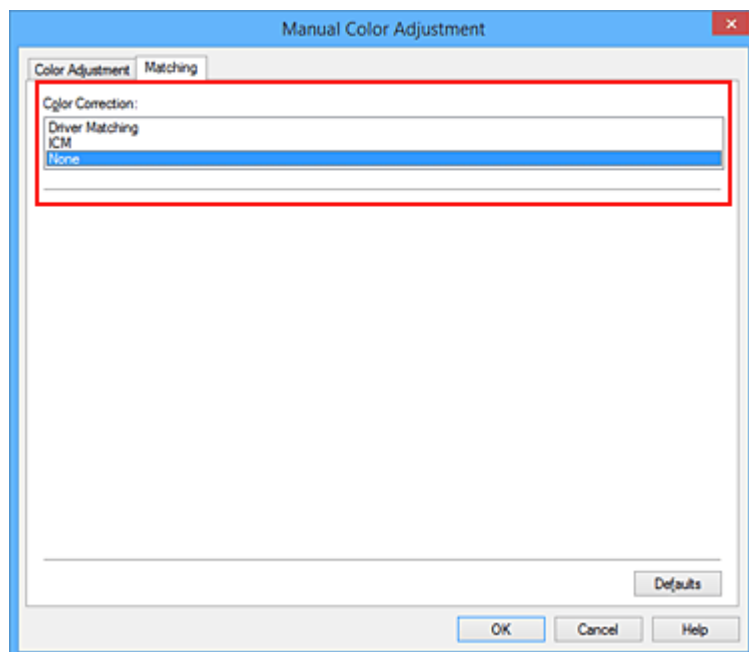 Manual Color Adjustment
Color Adjustment Matching
Color Correction:
Driver Matching
ICM
None
Defaults
OK Cancel Help